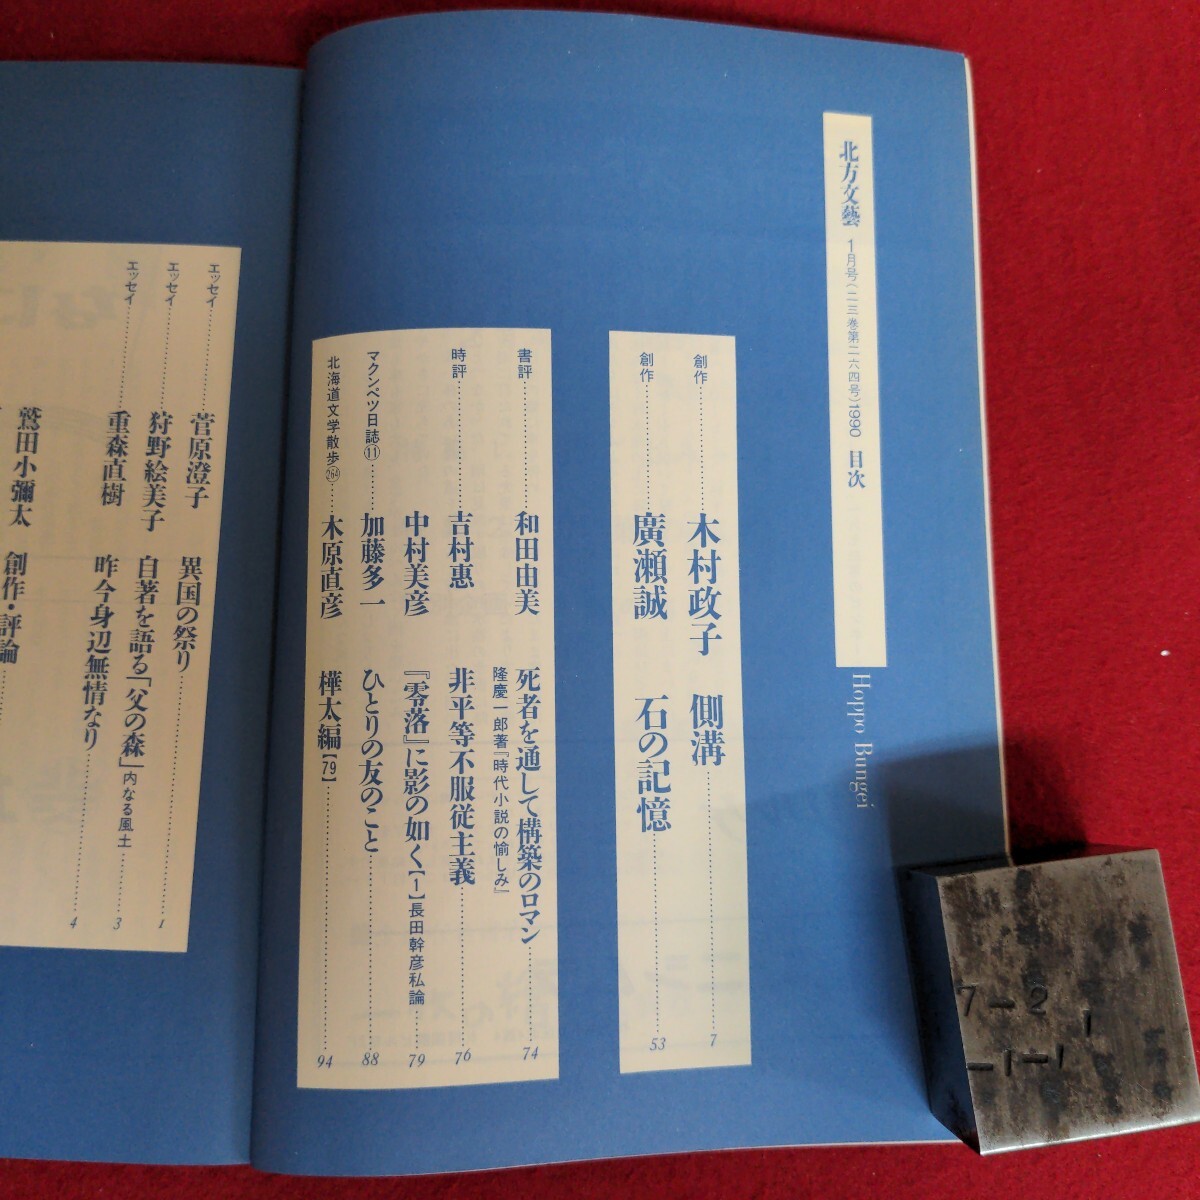 北方文藝 1月号(二三巻第二六四号)1990 目次
Hoppo Bungei
創作 木村政子 側溝 7
創作 廣瀬誠 石の記憶 53
書評 和田由美 死者を通して構築のロマン 74
隆慶一郎著『時代小説の愉しみ』
時評 吉村惠 非平等不服従主義 76
中村美彦 『零落』に影の如く【1】長田幹彦私論 79
マクンベツ日誌⑪ 加藤多一 ひとりの友のこと 88
北海道文学散歩(264) 木原直彦 樺太編【79】 94
エッセイ 菅原澄子 異国の祭り 1
エッセイ 狩野絵美子 自著を語る「父の森」内なる風土 3
エッセイ 重森直樹 昨今身辺無情なり 4
鷲田小彌太 創作・評論
7-2
-1-1